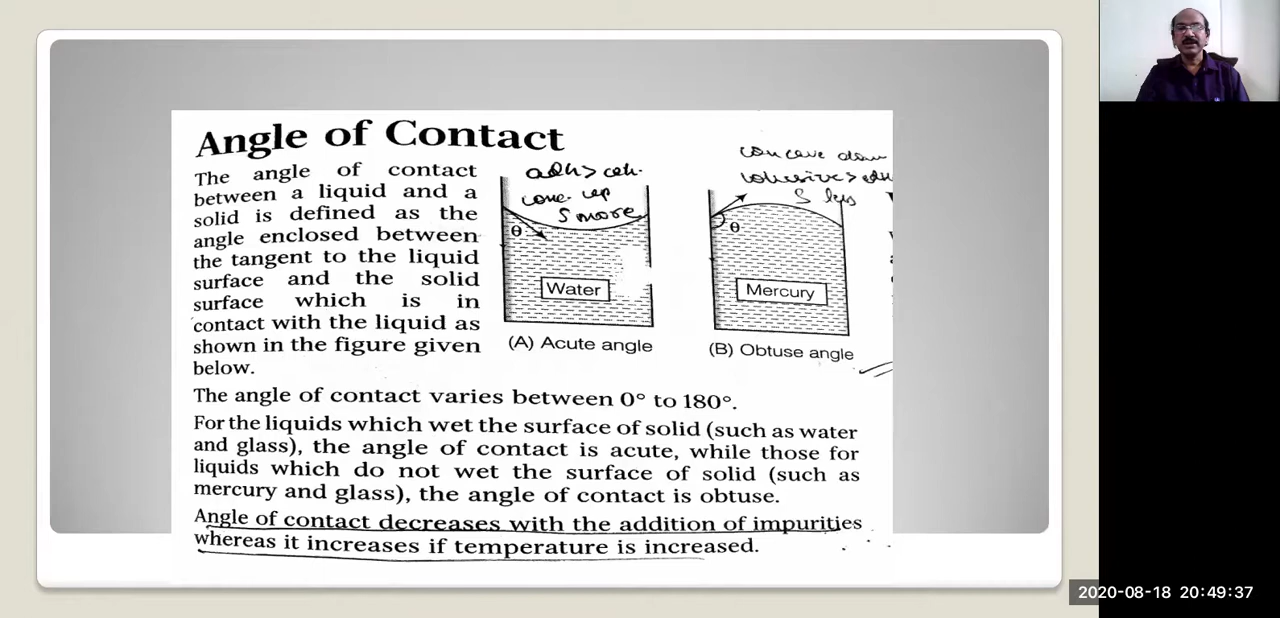 Angle of Contact
The angle of contact
between a liquid and a
solid is defined as the
angle enclosed between
the tangent to the liquid
surface and the solid
surface which is in
contact with the liquid as
shown in the figure given
below.
adh > coh.
conc. up
S more
θ
Water
(A) Acute angle
concave down
cohesive > adh
S less
θ
Mercury
(B) Obtuse angle
The angle of contact varies between 0° to 180°.
For the liquids which wet the surface of solid (such as water
and glass), the angle of contact is acute, while those for
liquids which do not wet the surface of solid (such as
mercury and glass), the angle of contact is obtuse.
Angle of contact decreases with the addition of impurities
whereas it increases if temperature is increased.
2020-08-18 20:49:37